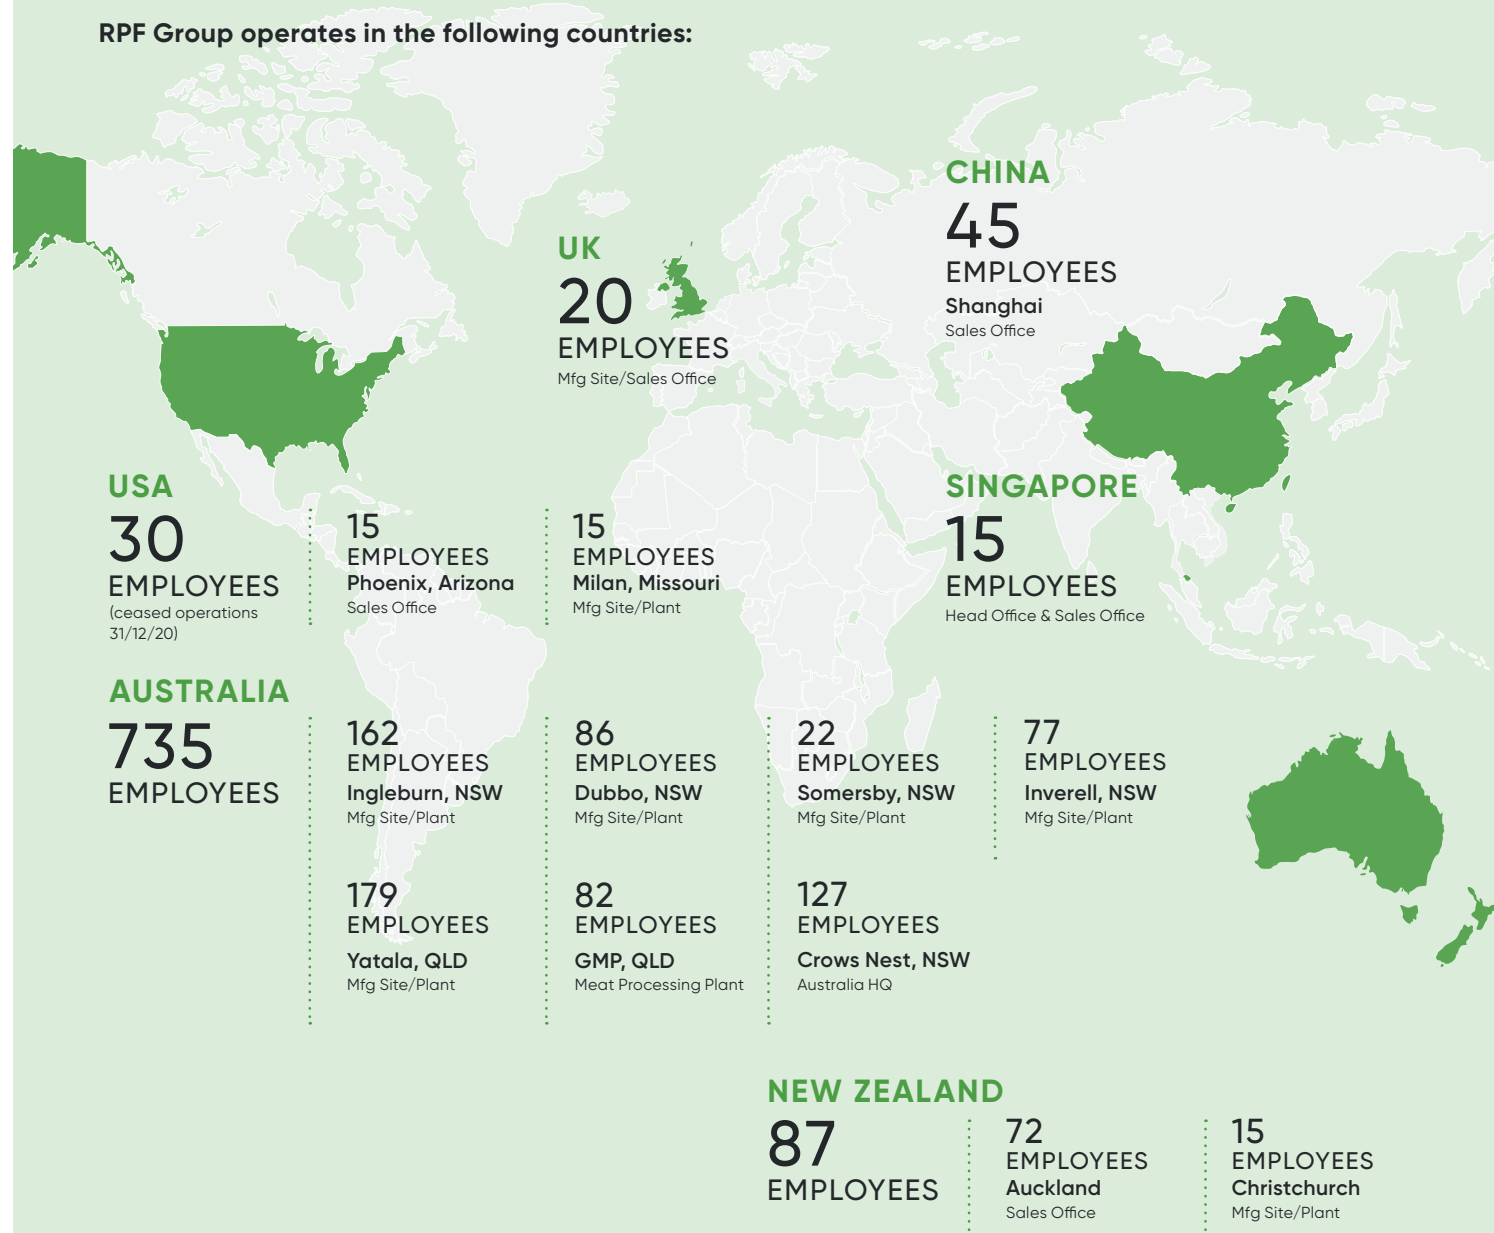 RPF Group operates in the following countries:
CHINA
45
EMPLOYEES
Shanghai
Sales Office
UK
20
EMPLOYEES
Mfg Site/Sales Office
USA
30
EMPLOYEES
(ceased operations
31/12/20)
15
EMPLOYEES
Phoenix, Arizona
Sales Office
15
EMPLOYEES
Milan, Missouri
Mfg Site/Plant
SINGAPORE
15
EMPLOYEES
Head Office & Sales Office
AUSTRALIA
735
EMPLOYEES
162
EMPLOYEES
Ingleburn, NSW
Mfg Site/Plant
86
EMPLOYEES
Dubbo, NSW
Mfg Site/Plant
22
EMPLOYEES
Somersby, NSW
Mfg Site/Plant
77
EMPLOYEES
Inverell, NSW
Mfg Site/Plant
179
EMPLOYEES
Yatala, QLD
Mfg Site/Plant
82
EMPLOYEES
GMP, QLD
Meat Processing Plant
127
EMPLOYEES
Crows Nest, NSW
Australia HQ
NEW ZEALAND
87
EMPLOYEES
72
EMPLOYEES
Auckland
Sales Office
15
EMPLOYEES
Christchurch
Mfg Site/Plant